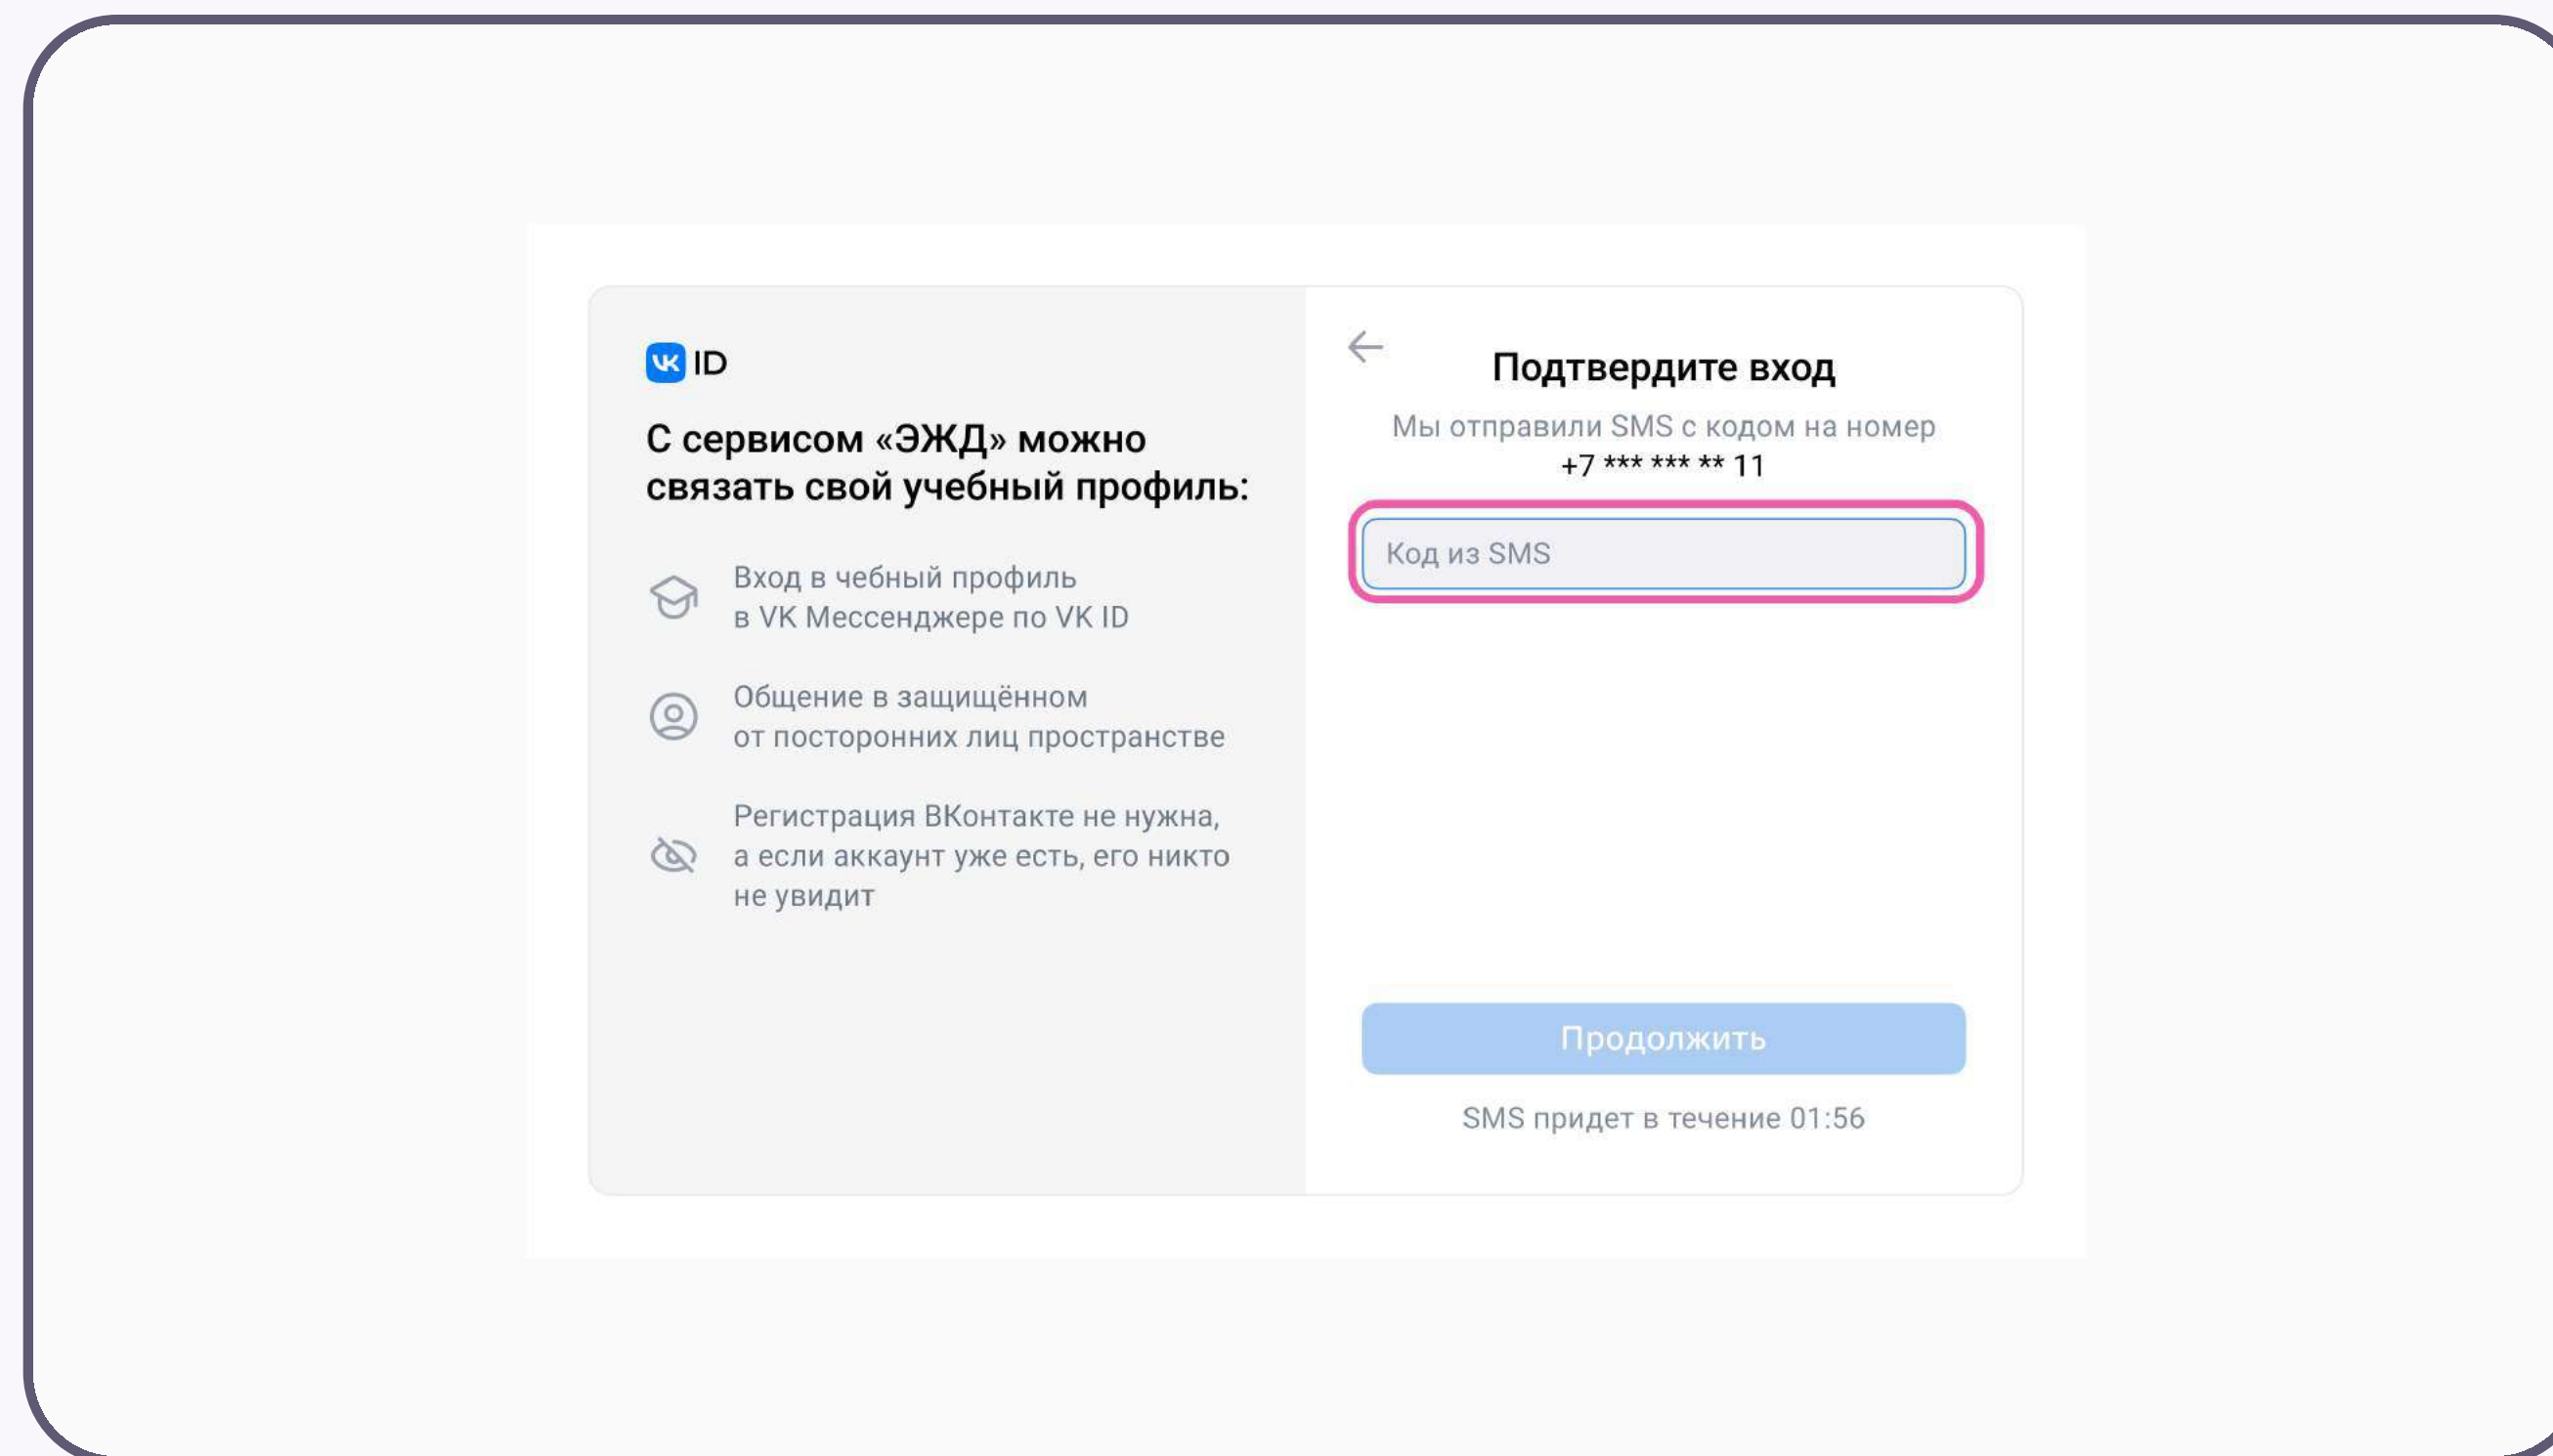 VK ID
С сервисом «ЭЖД» можно
связать свой учебный профиль:
Вход в чебный профиль
в VK Мессенджере по VK ID
Общение в защищённом
от посторонних лиц пространстве
Регистрация ВКонтакте не нужна,
а если аккаунт уже есть, его никто
не увидит
Подтвердите вход
Мы отправили SMS с кодом на номер
+7 *** *** ** 11
Код из SMS
Продолжить
SMS придет в течение 01:56